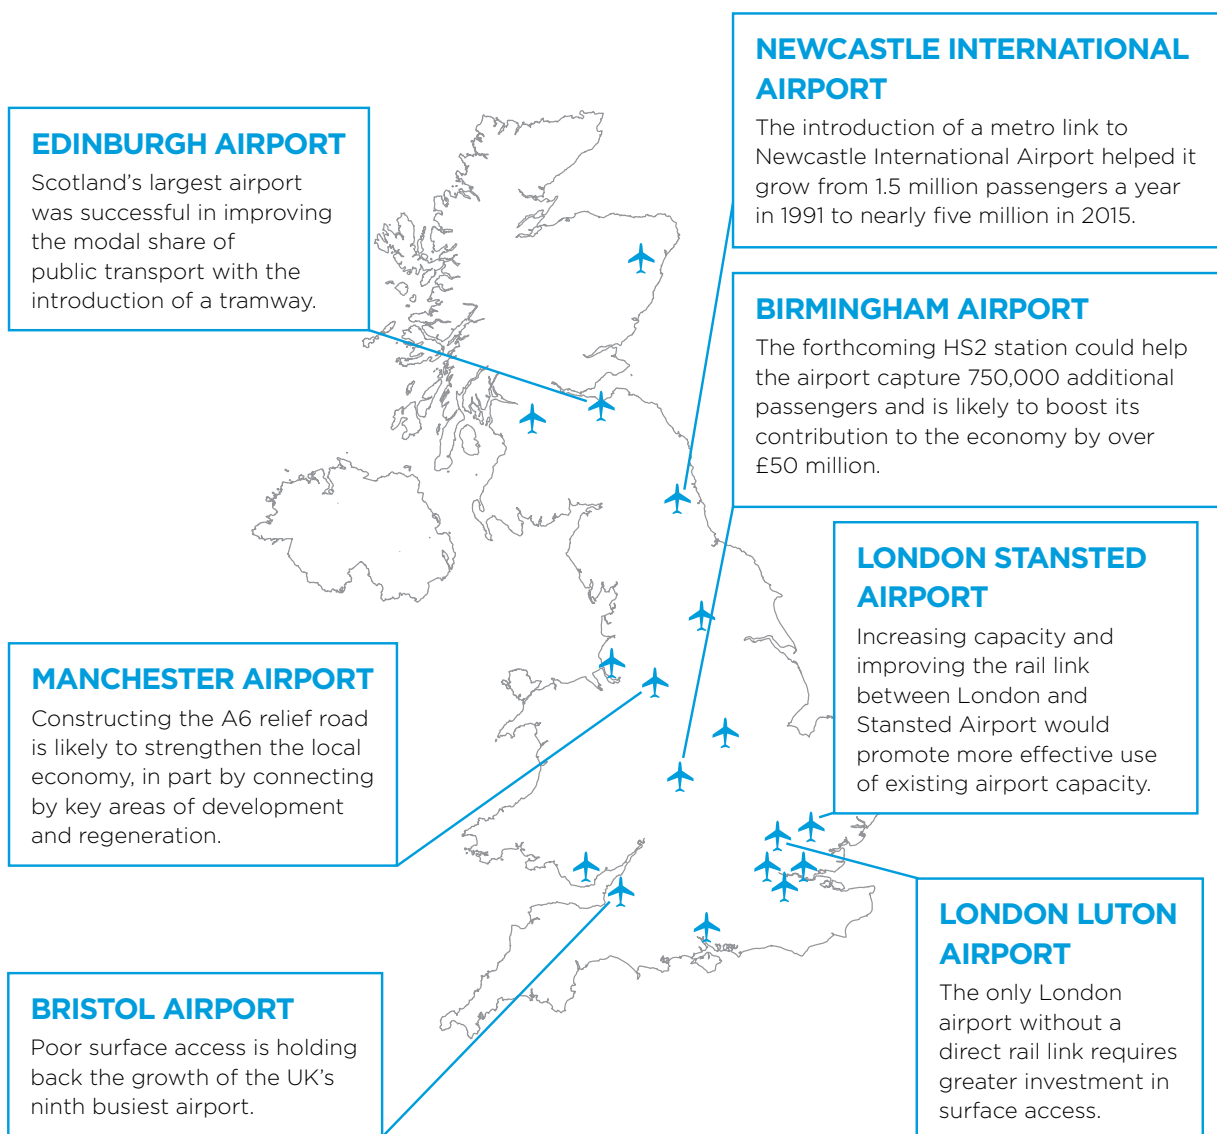 NEWCASTLE INTERNATIONAL
AIRPORT
The introduction of a metro link to
Newcastle International Airport helped it
grow from 1.5 million passengers a year
in 1991 to nearly five million in 2015.
EDINBURGH AIRPORT
Scotland’s largest airport
was successful in improving
the modal share of
public transport with the
introduction of a tramway.
BIRMINGHAM AIRPORT
The forthcoming HS2 station could help
the airport capture 750,000 additional
passengers and is likely to boost its
contribution to the economy by over
£50 million.
LONDON STANSTED
AIRPORT
Increasing capacity and
improving the rail link
between London and
Stansted Airport would
promote more effective use
of existing airport capacity.
MANCHESTER AIRPORT
Constructing the A6 relief road
is likely to strengthen the local
economy, in part by connecting
by key areas of development
and regeneration.
LONDON LUTON
AIRPORT
The only London
airport without a
direct rail link requires
greater investment in
surface access.
BRISTOL AIRPORT
Poor surface access is holding
back the growth of the UK’s
ninth busiest airport.